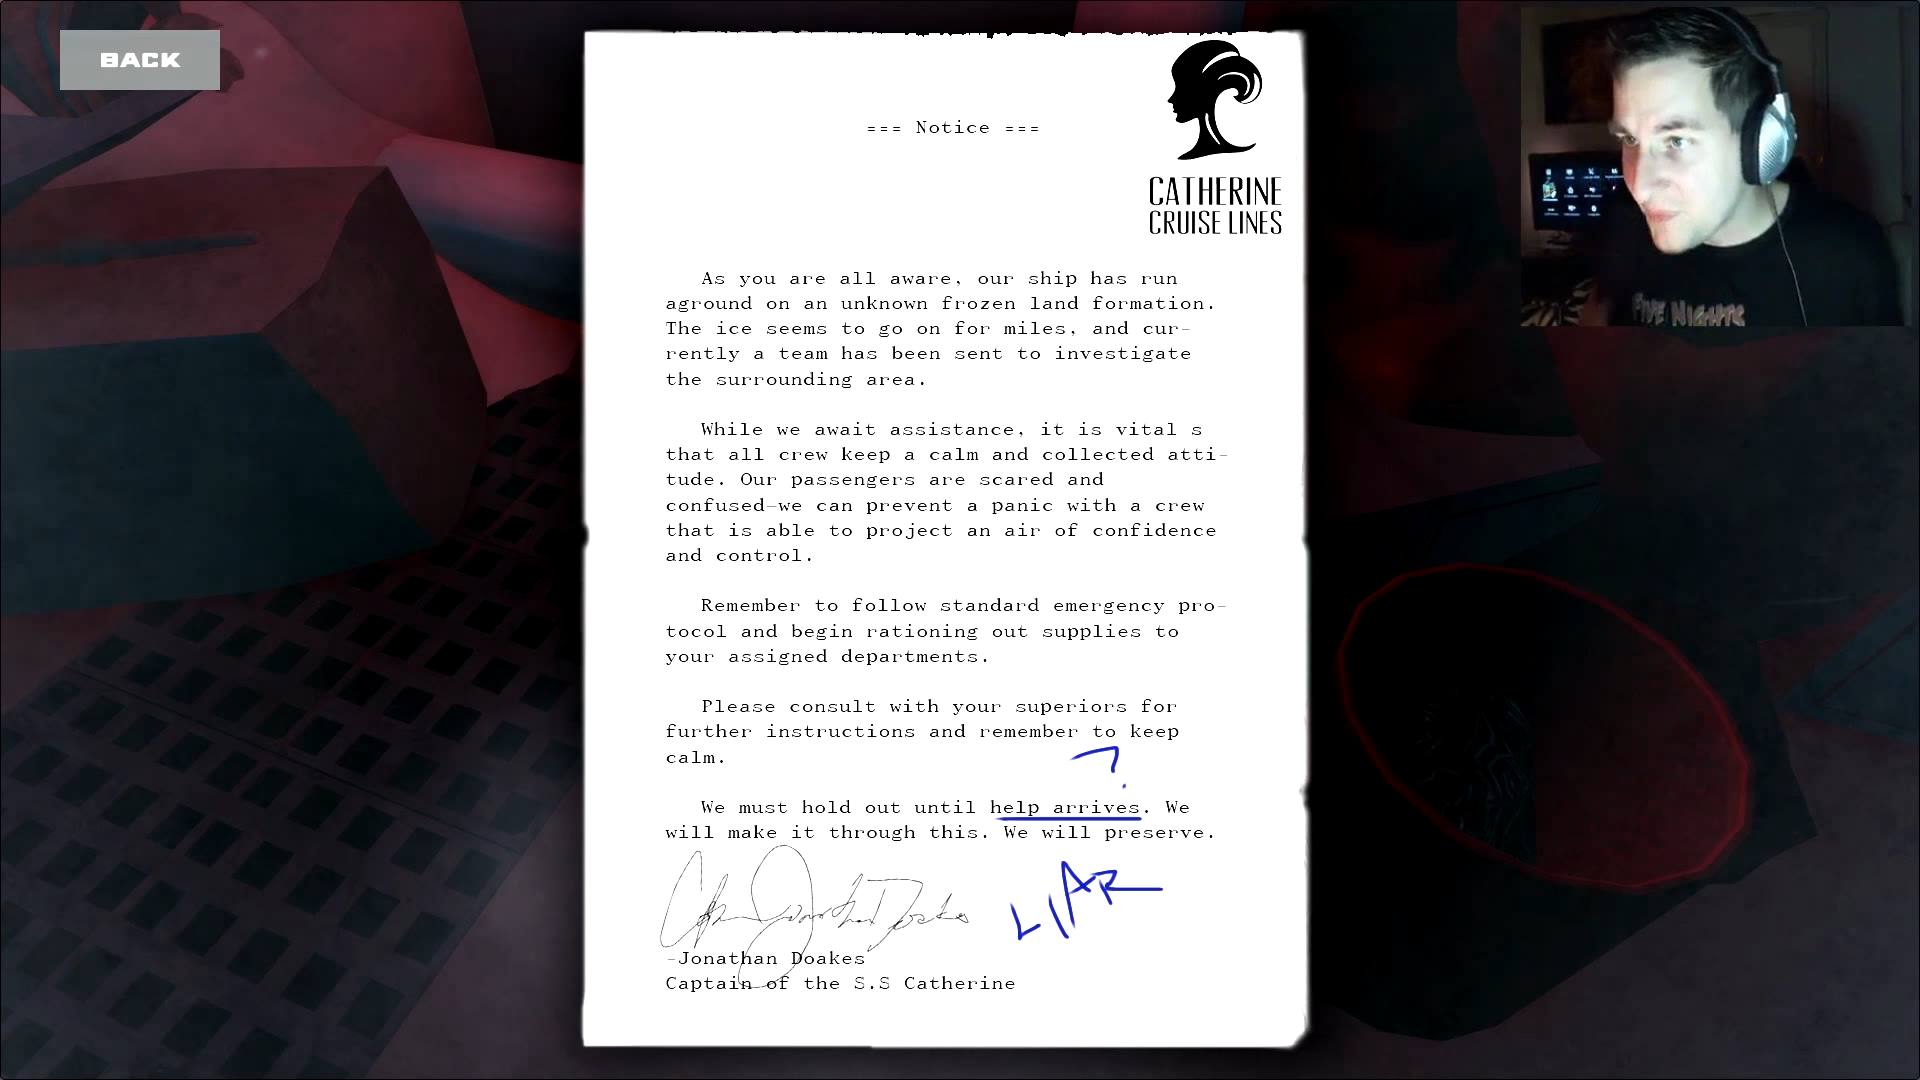 BACK
=== Notice ===
CATHERINE
CRUISE LINES
As you are all aware, our ship has run
aground on an unknown frozen land formation.
The ice seems to go on for miles, and cur-
rently a team has been sent to investigate
the surrounding area.
While we await assistance, it is vital s
that all crew keep a calm and collected atti-
tude. Our passengers are scared and
confused-we can prevent a panic with a crew
that is able to project an air of confidence
and control.
Remember to follow standard emergency pro-
tocol and begin rationing out supplies to
your assigned departments.
Please consult with your superiors for
further instructions and remember to keep
calm.
?
We must hold out until help arrives. We
will make it through this. We will preserve.
LIAR
-Jonathan Doakes
Captain of the S.S Catherine
FIVE NIGHTS